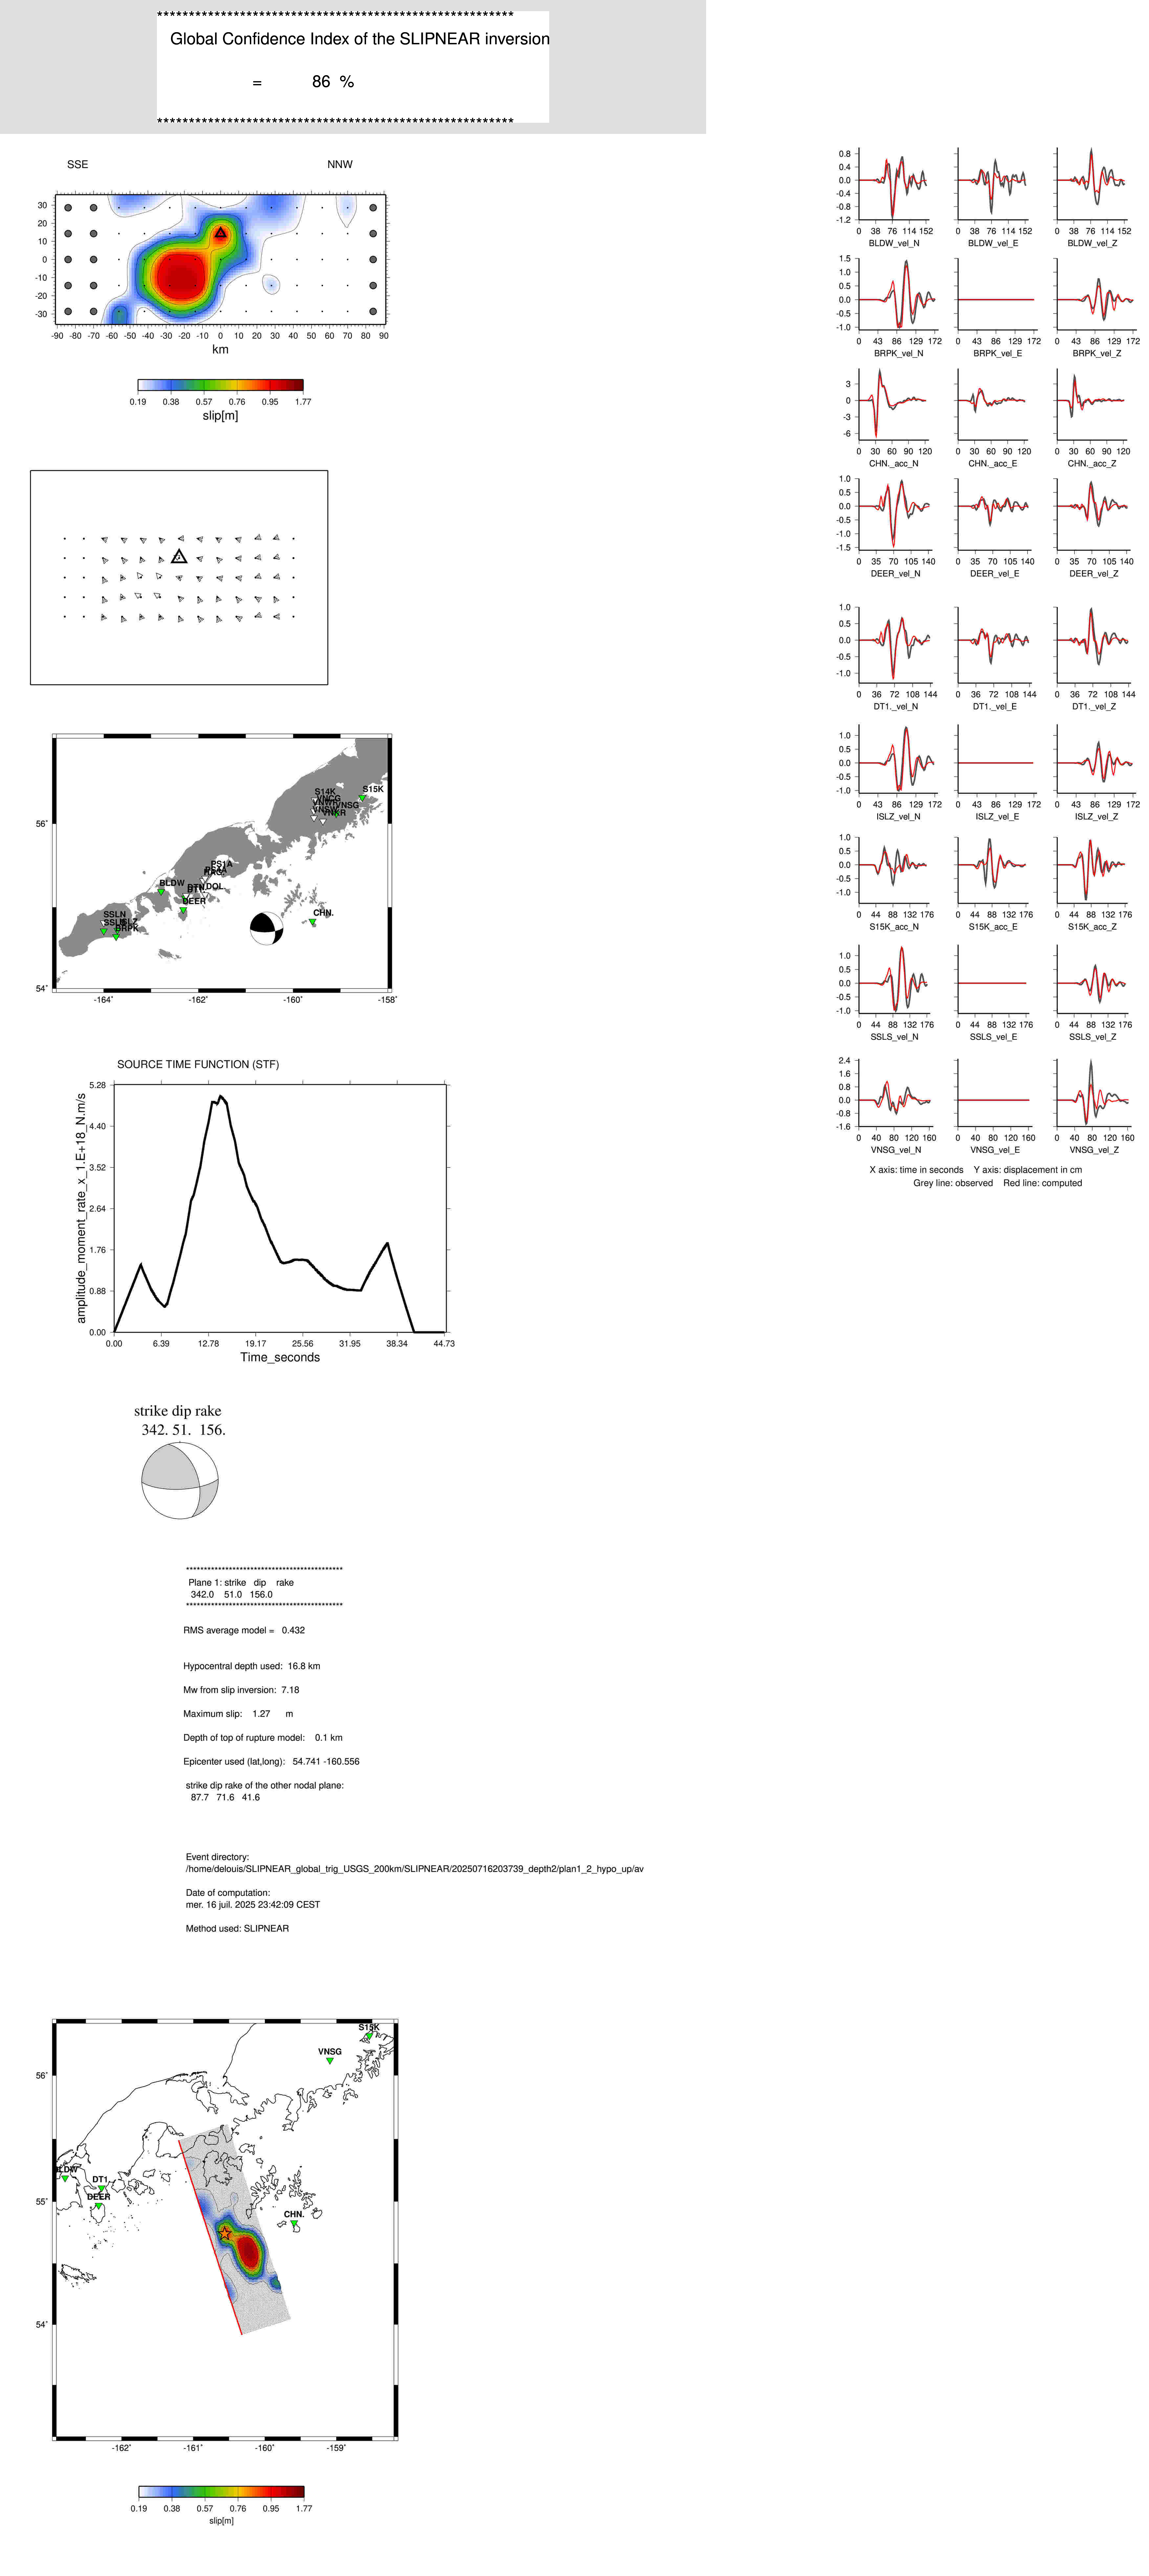 ********************************************************
Global Confidence Index of the SLIPNEAR inversion
= 86 %
********************************************************
SSE NNW
30
20
10
0
-10
-20
-30
-90 -80 -70 -60 -50 -40 -30 -20 -10 0 10 20 30 40 50 60 70 80 90
km
0.19 0.38 0.57 0.76 0.95 1.77
slip[m]
S14K
S15K
VNSG
56°
PS1A
DOL.
BLDW
DEER
CHN.
SSLN
BRPK
54°
-164° -162° -160° -158°
SOURCE TIME FUNCTION (STF)
amplitude_moment_rate_x_1.E+18_N.m/s
5.28
4.40
3.52
2.64
1.76
0.88
0.00
0.00 6.39 12.78 19.17 25.56 31.95 38.34 44.73
Time_seconds
strike dip rake
342. 51. 156.
********************************************
Plane 1: strike dip rake
342.0 51.0 156.0
********************************************
RMS average model = 0.432
Hypocentral depth used: 16.8 km
Mw from slip inversion: 7.18
Maximum slip: 1.27 m
Depth of top of rupture model: 0.1 km
Epicenter used (lat,long): 54.741 -160.556
strike dip rake of the other nodal plane:
87.7 71.6 41.6
Event directory:
/home/delouis/SLIPNEAR_global_trig_USGS_200km/SLIPNEAR/20250716203739_depth2/plan1_2_hypo_up/av
Date of computation:
mer. 16 juil. 2025 23:42:09 CEST
Method used: SLIPNEAR
S15K
VNSG
56°
DT1.
DEER
55°
CHN.
54°
-162° -161° -160° -159°
0.19 0.38 0.57 0.76 0.95 1.77
slip[m]
0.8
0.4
0.0
-0.4
-0.8
-1.2
0 38 76 114 152 0 38 76 114 152 0 38 76 114 152
BLDW_vel_N BLDW_vel_E BLDW_vel_Z
1.5
1.0
0.5
0.0
-0.5
-1.0
0 43 86 129 172 0 43 86 129 172 0 43 86 129 172
BRPK_vel_N BRPK_vel_E BRPK_vel_Z
3
0
-3
-6
0 30 60 90 120 0 30 60 90 120 0 30 60 90 120
CHN._acc_N CHN._acc_E CHN._acc_Z
1.0
0.5
0.0
-0.5
-1.0
-1.5
0 35 70 105 140 0 35 70 105 140 0 35 70 105 140
DEER_vel_N DEER_vel_E DEER_vel_Z
1.0
0.5
0.0
-0.5
-1.0
0 36 72 108 144 0 36 72 108 144 0 36 72 108 144
DT1._vel_N DT1._vel_E DT1._vel_Z
1.0
0.5
0.0
-0.5
-1.0
0 43 86 129 172 0 43 86 129 172 0 43 86 129 172
ISLZ_vel_N ISLZ_vel_E ISLZ_vel_Z
1.0
0.5
0.0
-0.5
-1.0
0 44 88 132 176 0 44 88 132 176 0 44 88 132 176
S15K_acc_N S15K_acc_E S15K_acc_Z
1.0
0.5
0.0
-0.5
-1.0
0 44 88 132 176 0 44 88 132 176 0 44 88 132 176
SSLS_vel_N SSLS_vel_E SSLS_vel_Z
2.4
1.6
0.8
0.0
-0.8
-1.6
0 40 80 120 160 0 40 80 120 160 0 40 80 120 160
VNSG_vel_N VNSG_vel_E VNSG_vel_Z
X axis: time in seconds Y axis: displacement in cm
Grey line: observed Red line: computed